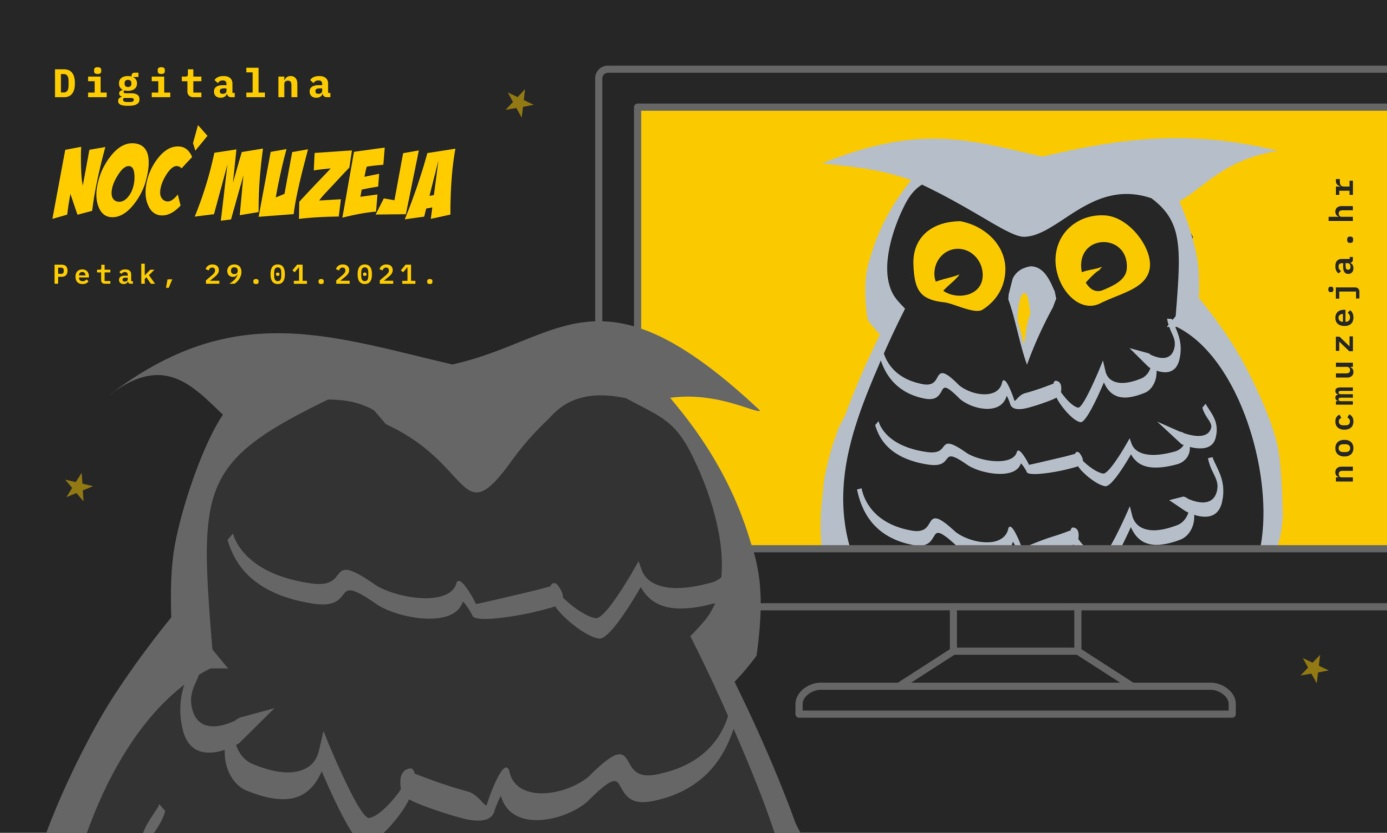 Digitalna
NOĆ MUZEJA
Petak, 29.01.2021.
nocmuzeja.hr